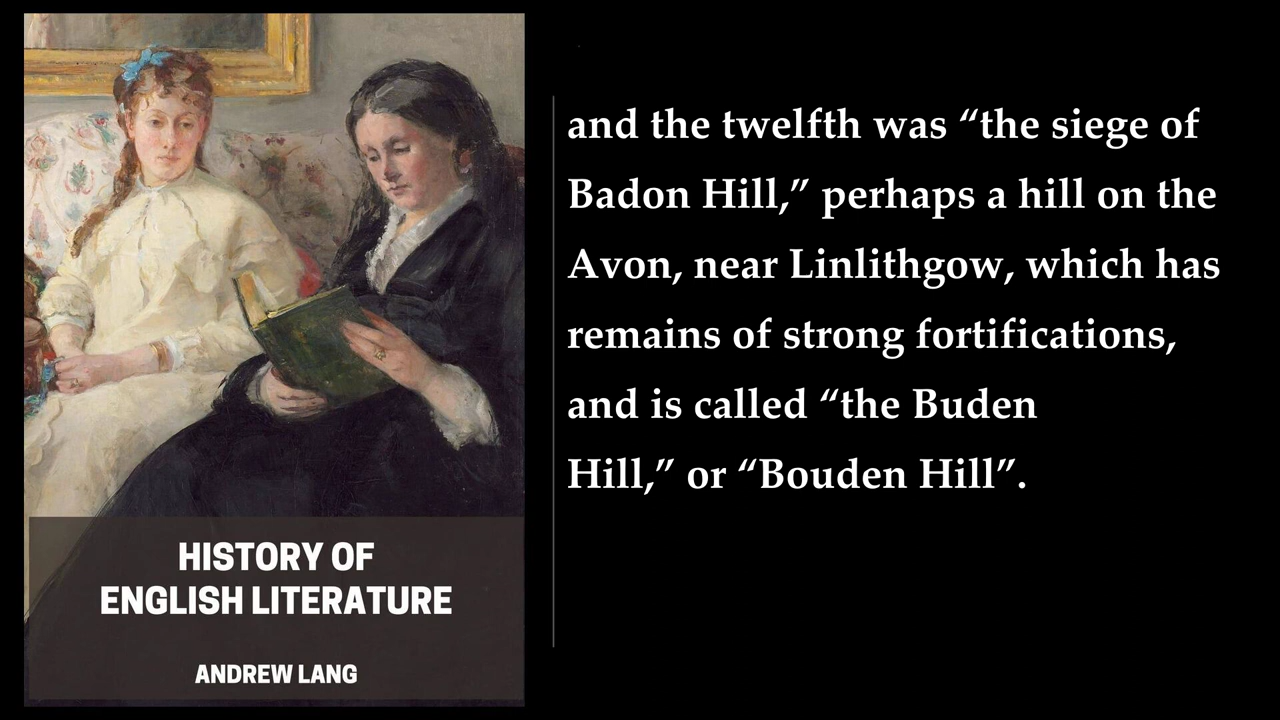 and the twelfth was “the siege of
Badon Hill,” perhaps a hill on the
Avon, near Linlithgow, which has
remains of strong fortifications,
and is called “the Buden
Hill,” or “Bouden Hill”.
HISTORY OF
ENGLISH LITERATURE
ANDREW LANG